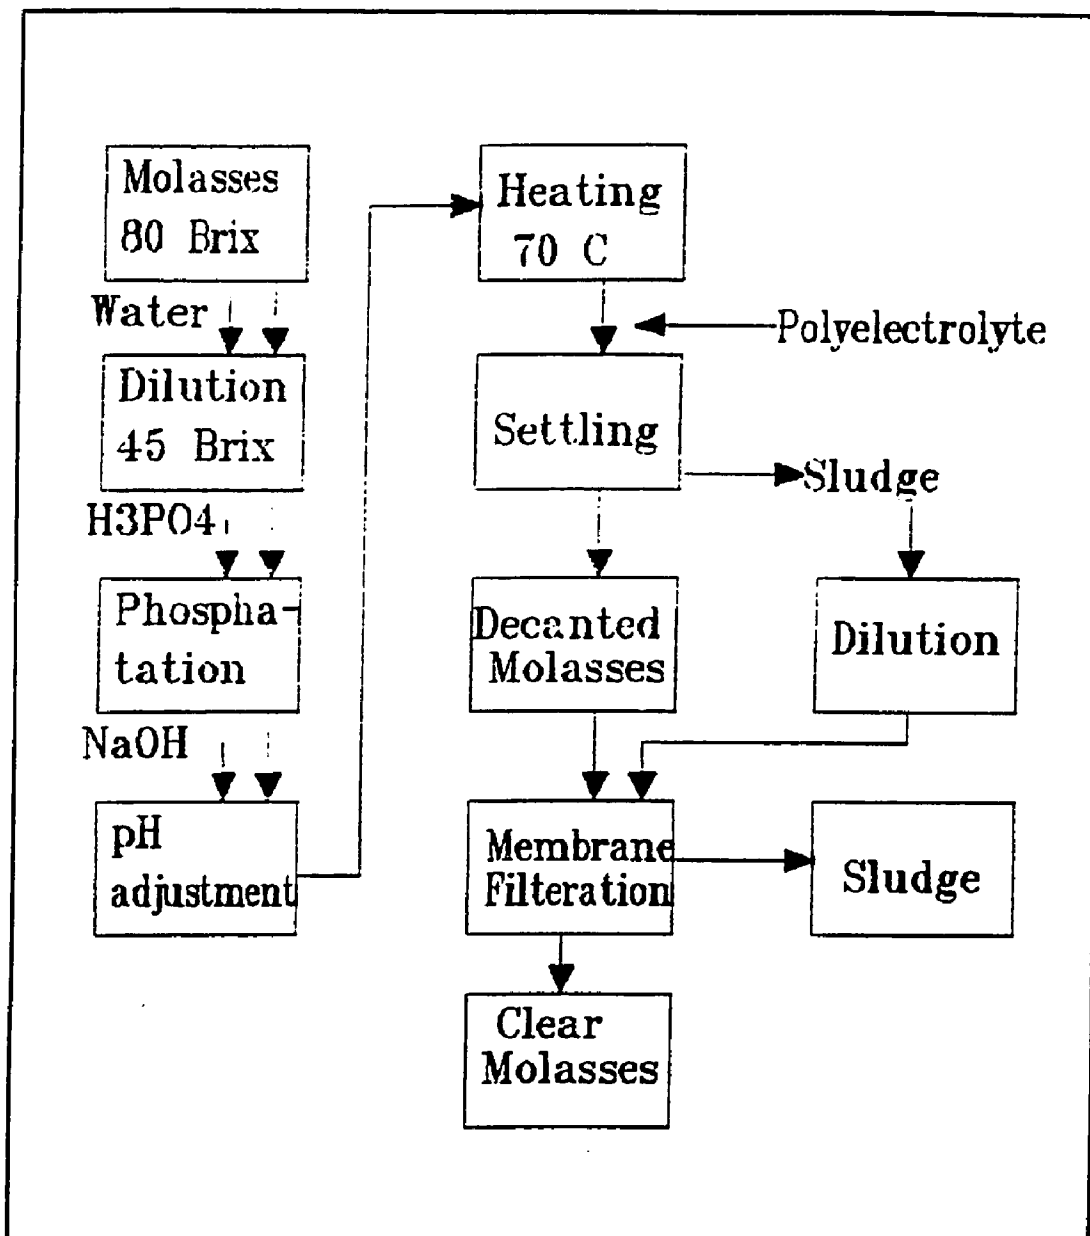 Molasses
80 Brix
Water
Dilution
45 Brix
H3PO4
Phospha-
tation
NaOH
pH
adjustment
Heating
70 C
Polyelectrolyte
Settling
Sludge
Decanted
Molasses
Dilution
Membrane
Filteration
Sludge
Clear
Molasses